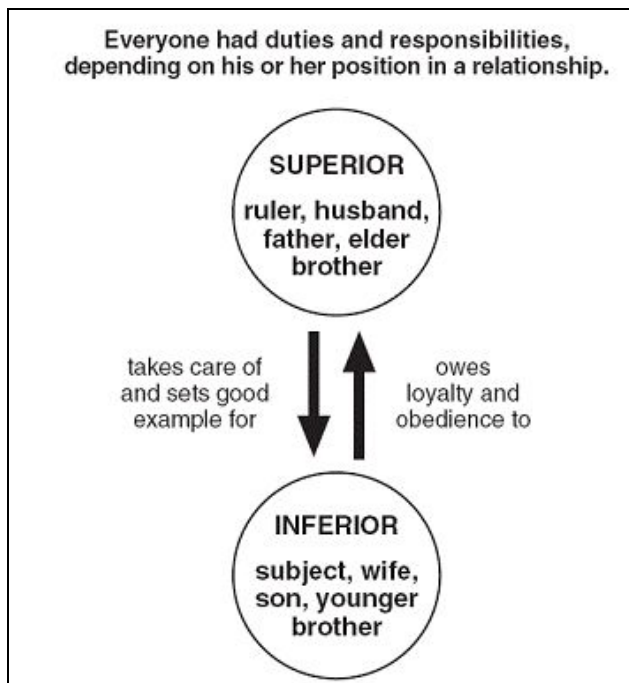 Everyone had duties and responsibilities,
depending on his or her position in a relationship.
SUPERIOR
ruler, husband,
father, elder
brother
takes care of
and sets good
example for
owes
loyalty and
obedience to
INFERIOR
subject, wife,
son, younger
brother